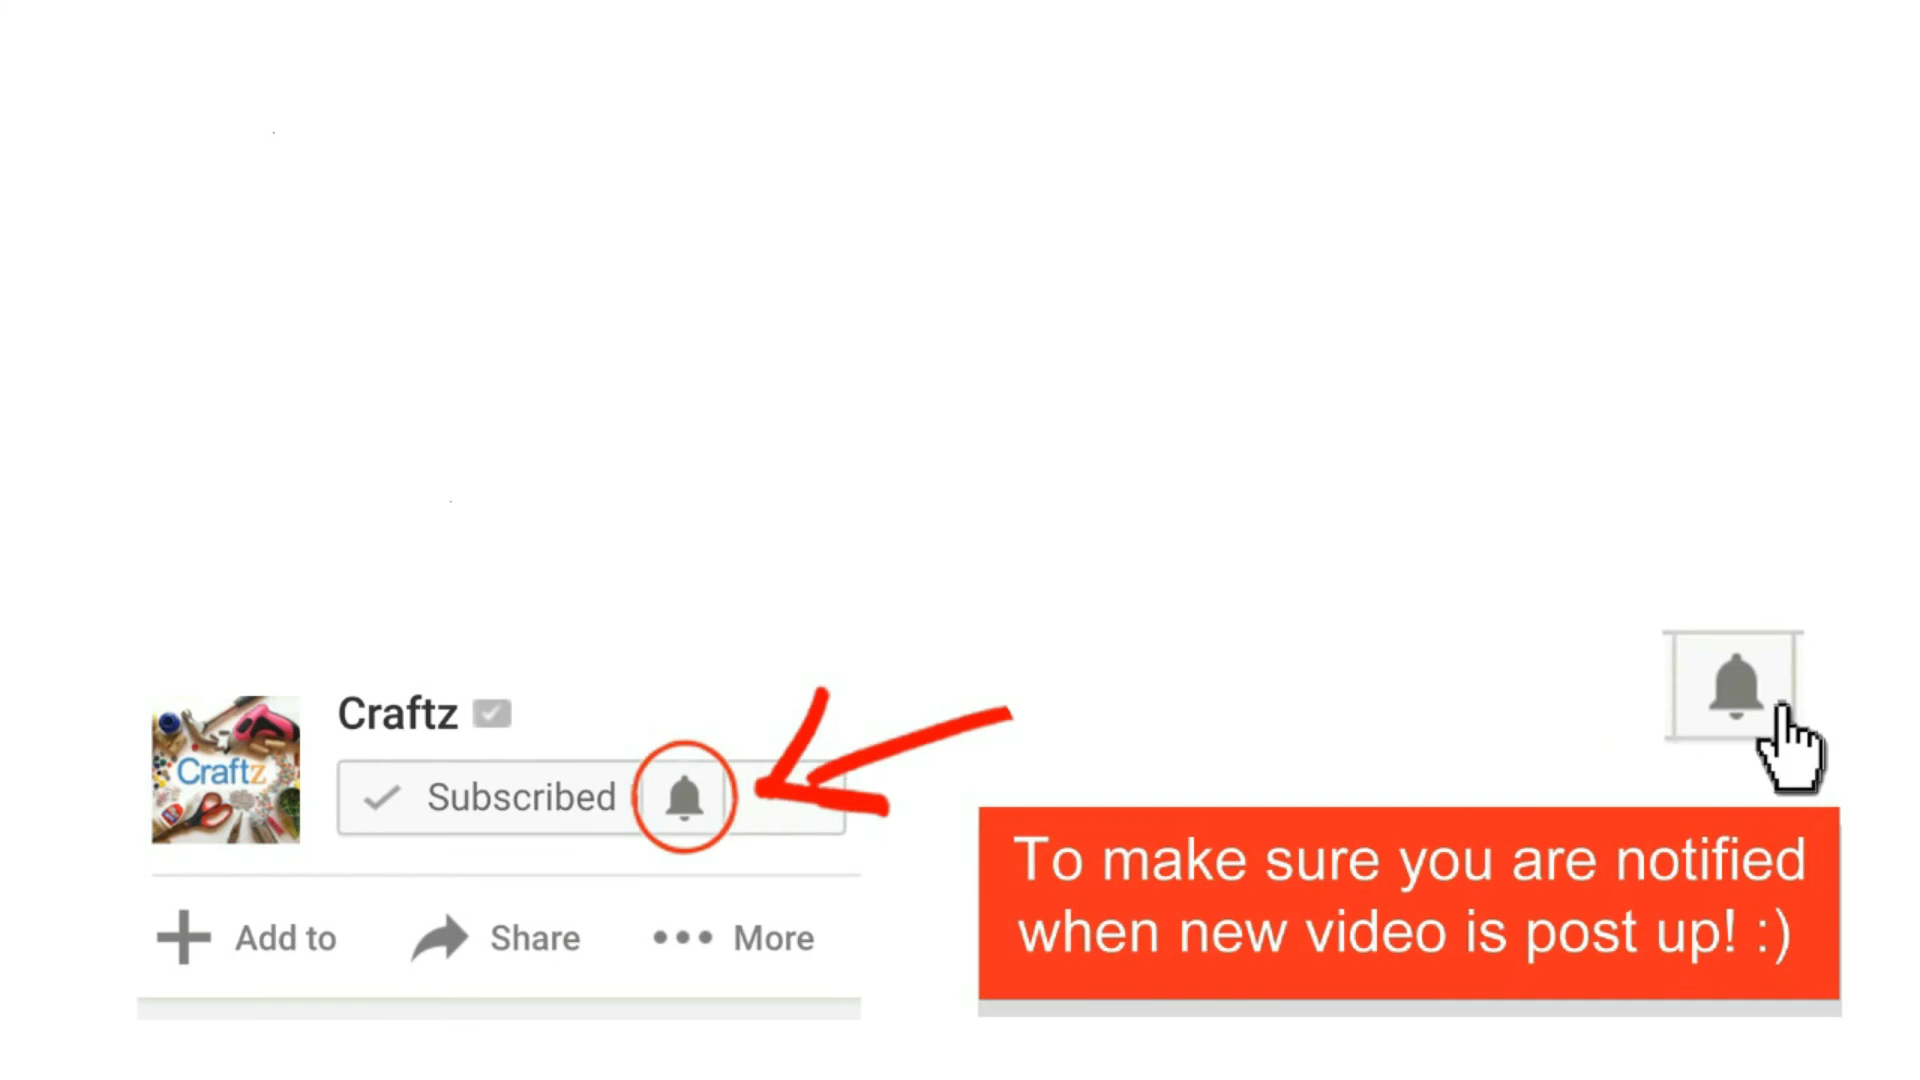 Craftz
Craftz
Subscribed
Add to
Share
More
To make sure you are notified
when new video is post up! :)